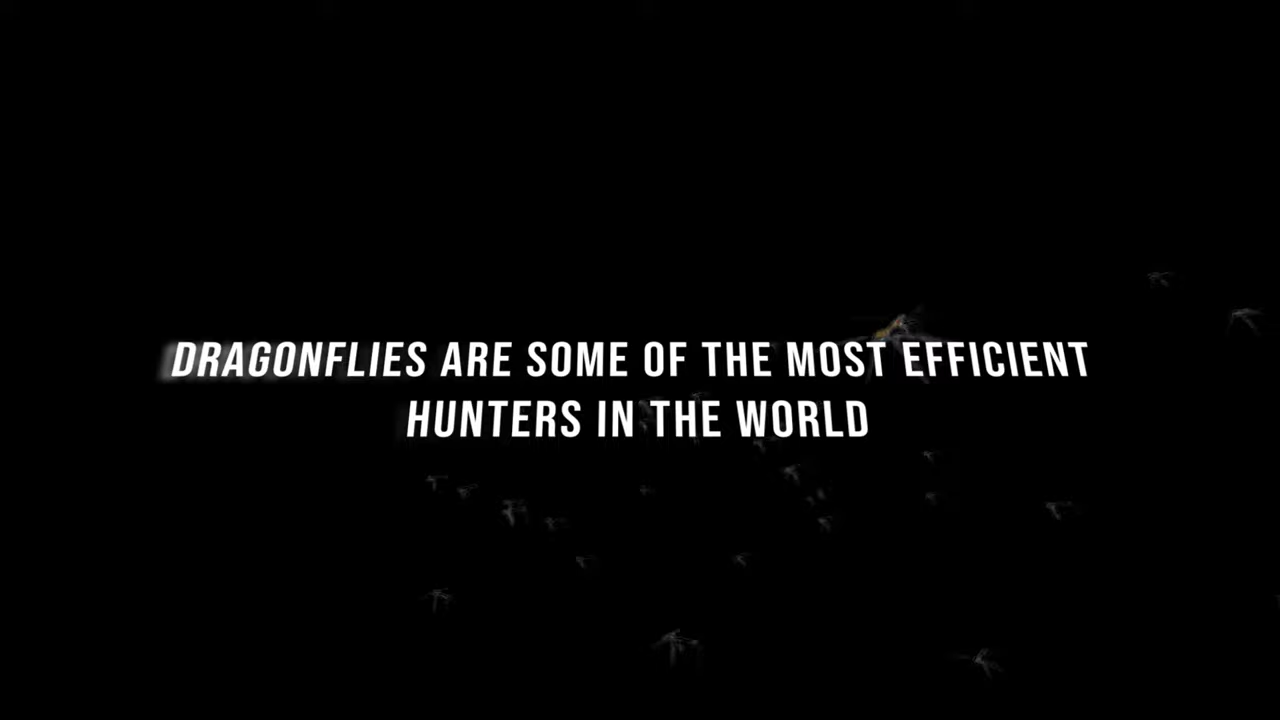 DRAGONFLIES ARE SOME OF THE MOST EFFICIENT
HUNTERS IN THE WORLD